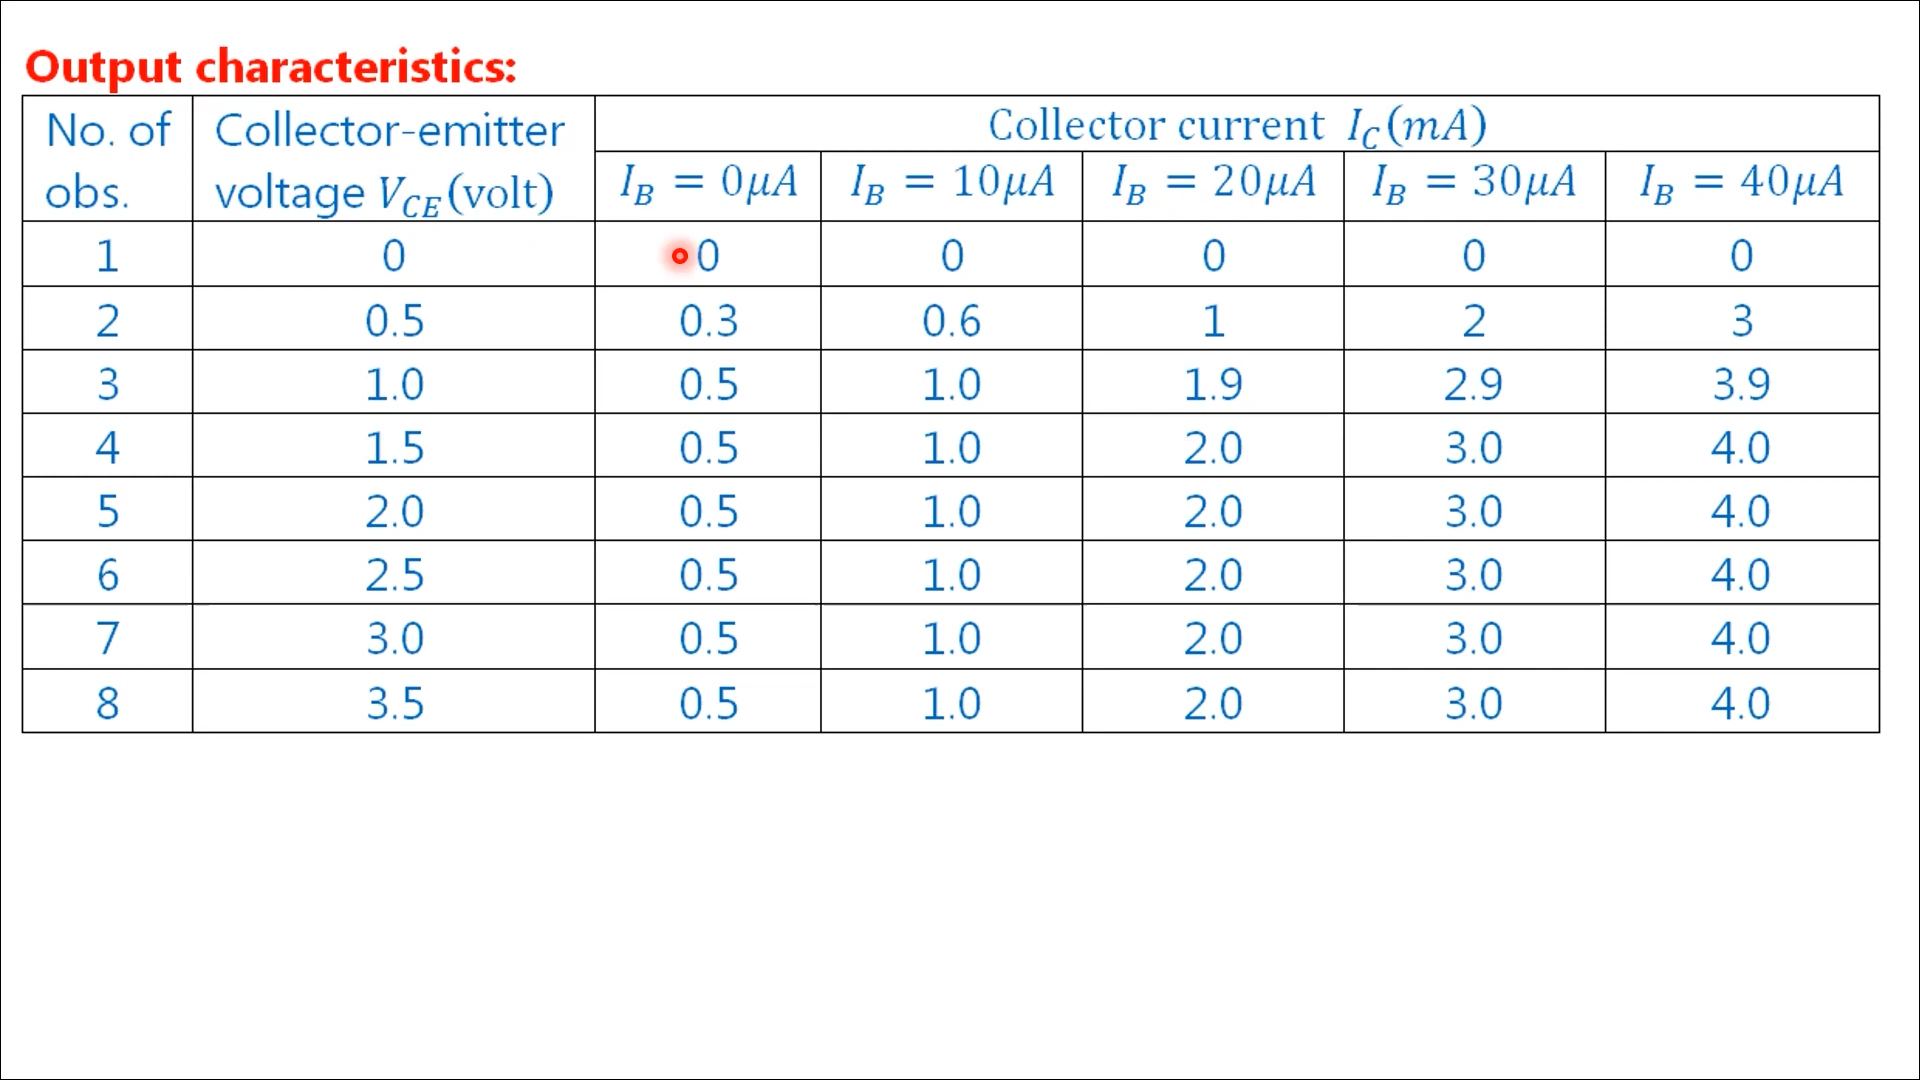 Output characteristics:
No. of obs.
Collector-emitter voltage V_CE(volt)
Collector current I_C(mA)
I_B = 0μA I_B = 10μA I_B = 20μA I_B = 30μA I_B = 40μA
1 0 0 0 0 0 0
2 0.5 0.3 0.6 1 2 3
3 1.0 0.5 1.0 1.9 2.9 3.9
4 1.5 0.5 1.0 2.0 3.0 4.0
5 2.0 0.5 1.0 2.0 3.0 4.0
6 2.5 0.5 1.0 2.0 3.0 4.0
7 3.0 0.5 1.0 2.0 3.0 4.0
8 3.5 0.5 1.0 2.0 3.0 4.0